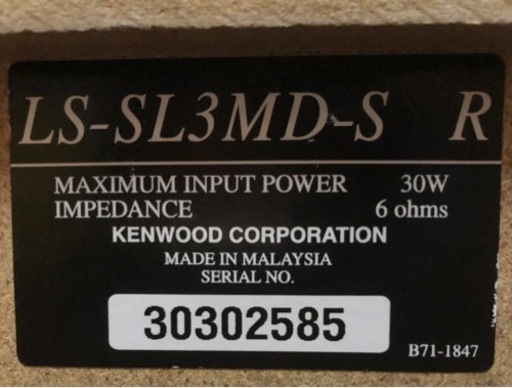 LS-SL3MD-S R
MAXIMUM INPUT POWER 30W
IMPEDANCE 6 ohms
KENWOOD CORPORATION
MADE IN MALAYSIA
SERIAL NO.
30302585
B71-1847